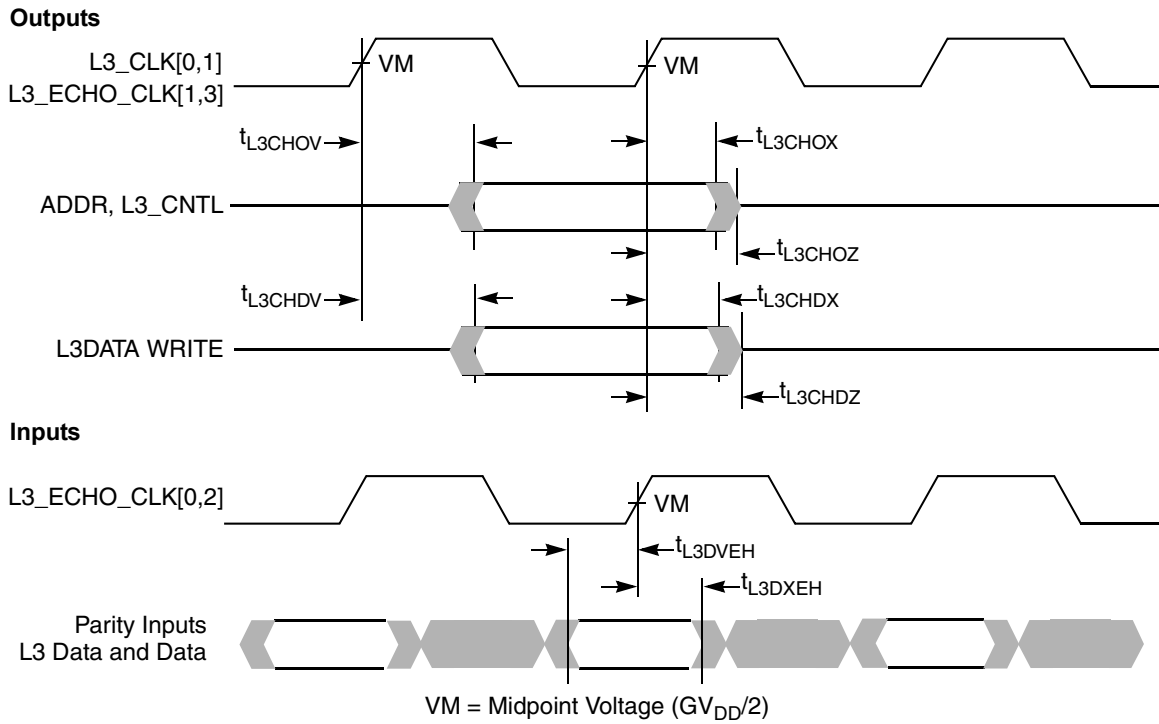 Outputs
L3_CLK[0,1]
VM
VM
L3_ECHO_CLK[1,3]
tL3CHOV
tL3CHOX
ADDR, L3_CNTL
tL3CHOZ
tL3CHDV
tL3CHDX
L3DATA WRITE
tL3CHDZ
Inputs
L3_ECHO_CLK[0,2]
VM
tL3DVEH
tL3DXEH
Parity Inputs
L3 Data and Data
VM = Midpoint Voltage (GVDD/2)